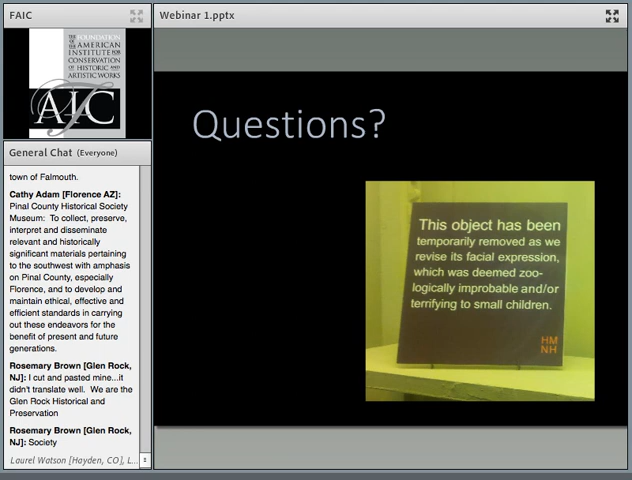 FAIC
THE FOUNDATION
OF THE AMERICAN
INSTITUTE FOR
CONSERVATION
OF HISTORIC AND
ARTISTIC WORKS
AIC
General Chat (Everyone)
town of Falmouth.
Cathy Adam [Florence AZ]:
Pinal County Historical Society
Museum: To collect, preserve,
interpret and disseminate
relevant and historically
significant materials pertaining
to the southwest with amphasis
on Pinal County, especially
Florence, and to develop and
maintain ethical, effective and
efficient standards in carrying
out these endeavors for the
benefit of present and future
generations.
Rosemary Brown [Glen Rock,
NJ]: I cut and pasted mine...it
didn't translate well. We are the
Glen Rock Historical and
Preservation
Rosemary Brown [Glen Rock,
NJ]: Society
Laurel Watson [Hayden, CO], L...
Webinar 1.pptx
Questions?
This object has been
temporarily removed as we
revise its facial expression,
which was deemed zoo-
logically improbable and/or
terrifying to small children.
HM
NH